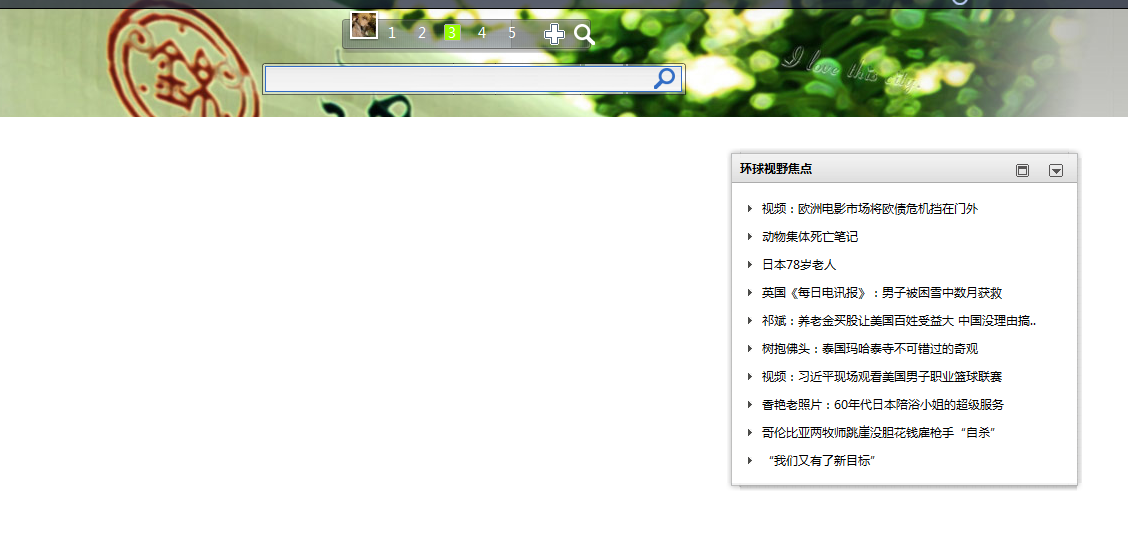 1 2 3 4 5
I love this city.
环球视野焦点
视频：欧洲电影市场将欧债危机挡在门外
动物集体死亡笔记
日本78岁老人
英国《每日电讯报》：男子被困雪中数月获救
祁斌：养老金买股让美国百姓受益大 中国没理由搞..
树抱佛头：泰国玛哈泰寺不可错过的奇观
视频：习近平现场观看美国男子职业篮球联赛
香艳老照片：60年代日本陪浴小姐的超级服务
哥伦比亚两牧师跳崖没胆花钱雇枪手“自杀”
“我们又有了新目标”